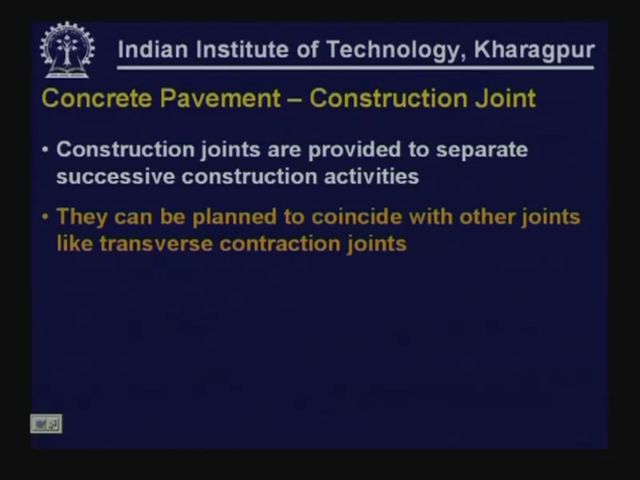 Indian Institute of Technology, Kharagpur
Concrete Pavement – Construction Joint
• Construction joints are provided to separate
successive construction activities
• They can be planned to coincide with other joints
like transverse contraction joints